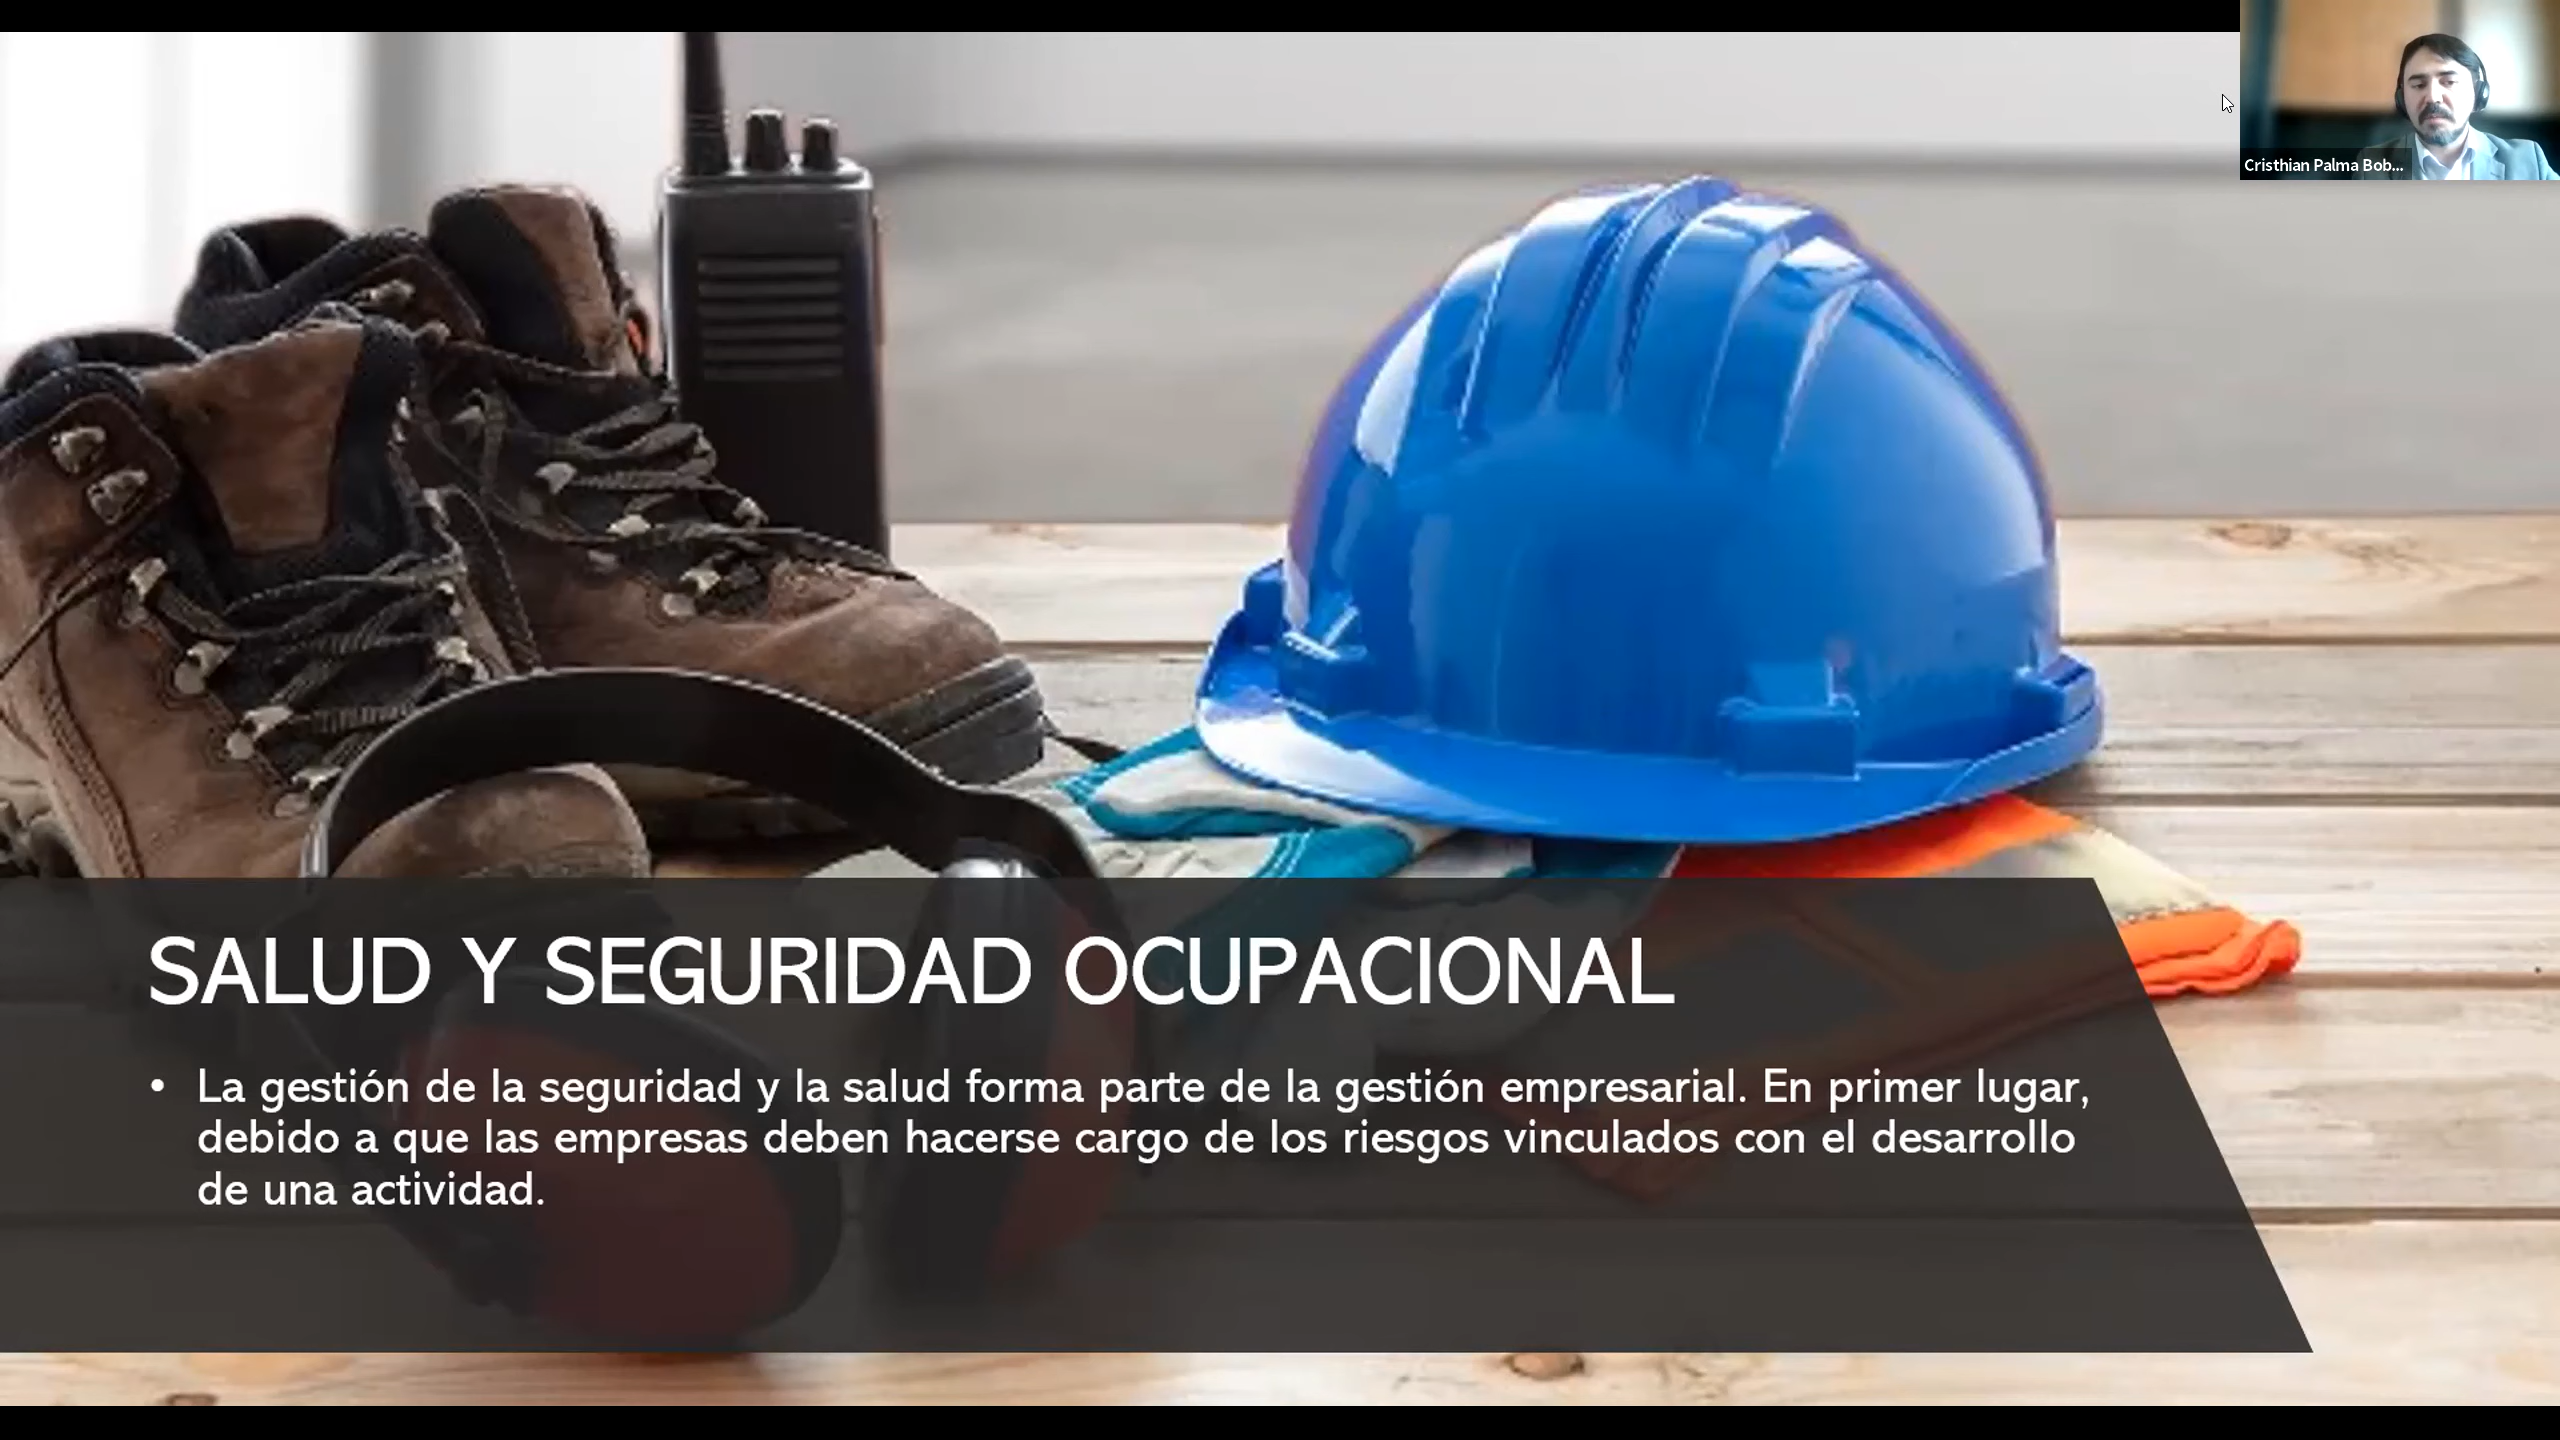 Cristhian Palma Bob...
SALUD Y SEGURIDAD OCUPACIONAL
• La gestión de la seguridad y la salud forma parte de la gestión empresarial. En primer lugar,
debido a que las empresas deben hacerse cargo de los riesgos vinculados con el desarrollo
de una actividad.